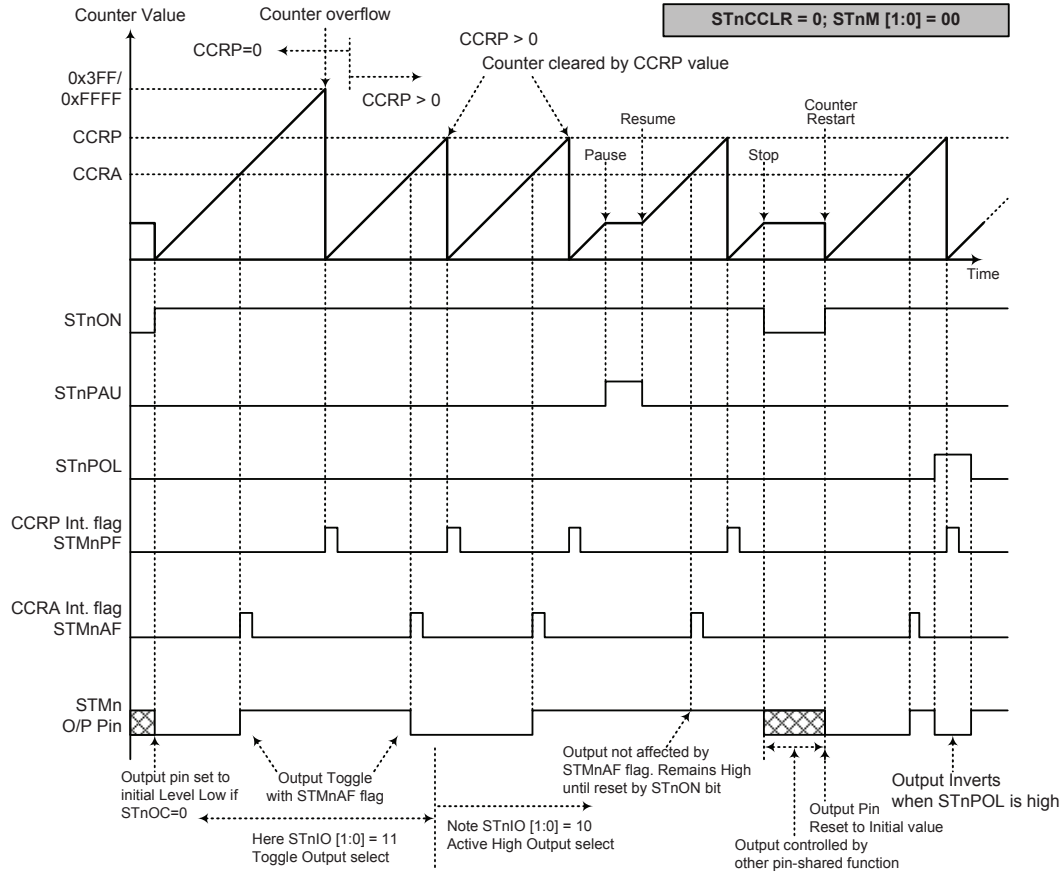 STnCCLR = 0; STnM [1:0] = 00
Counter Value
Counter overflow
CCRP=0
CCRP > 0
CCRP > 0
Counter cleared by CCRP value
0x3FF/
0xFFFF
CCRP
CCRA
Pause
Resume
Stop
Counter
Restart
Time
STnON
STnPAU
STnPOL
CCRP Int. flag
STMnPF
CCRA Int. flag
STMnAF
STMn
O/P Pin
Output pin set to
initial Level Low if
STnOC=0
Output Toggle
with STMnAF flag
Here STnIO [1:0] = 11
Toggle Output select
Note STnIO [1:0] = 10
Active High Output select
Output not affected by
STMnAF flag. Remains High
until reset by STnON bit
Output Pin
Reset to Initial value
Output controlled by
other pin-shared function
Output Inverts
when STnPOL is high